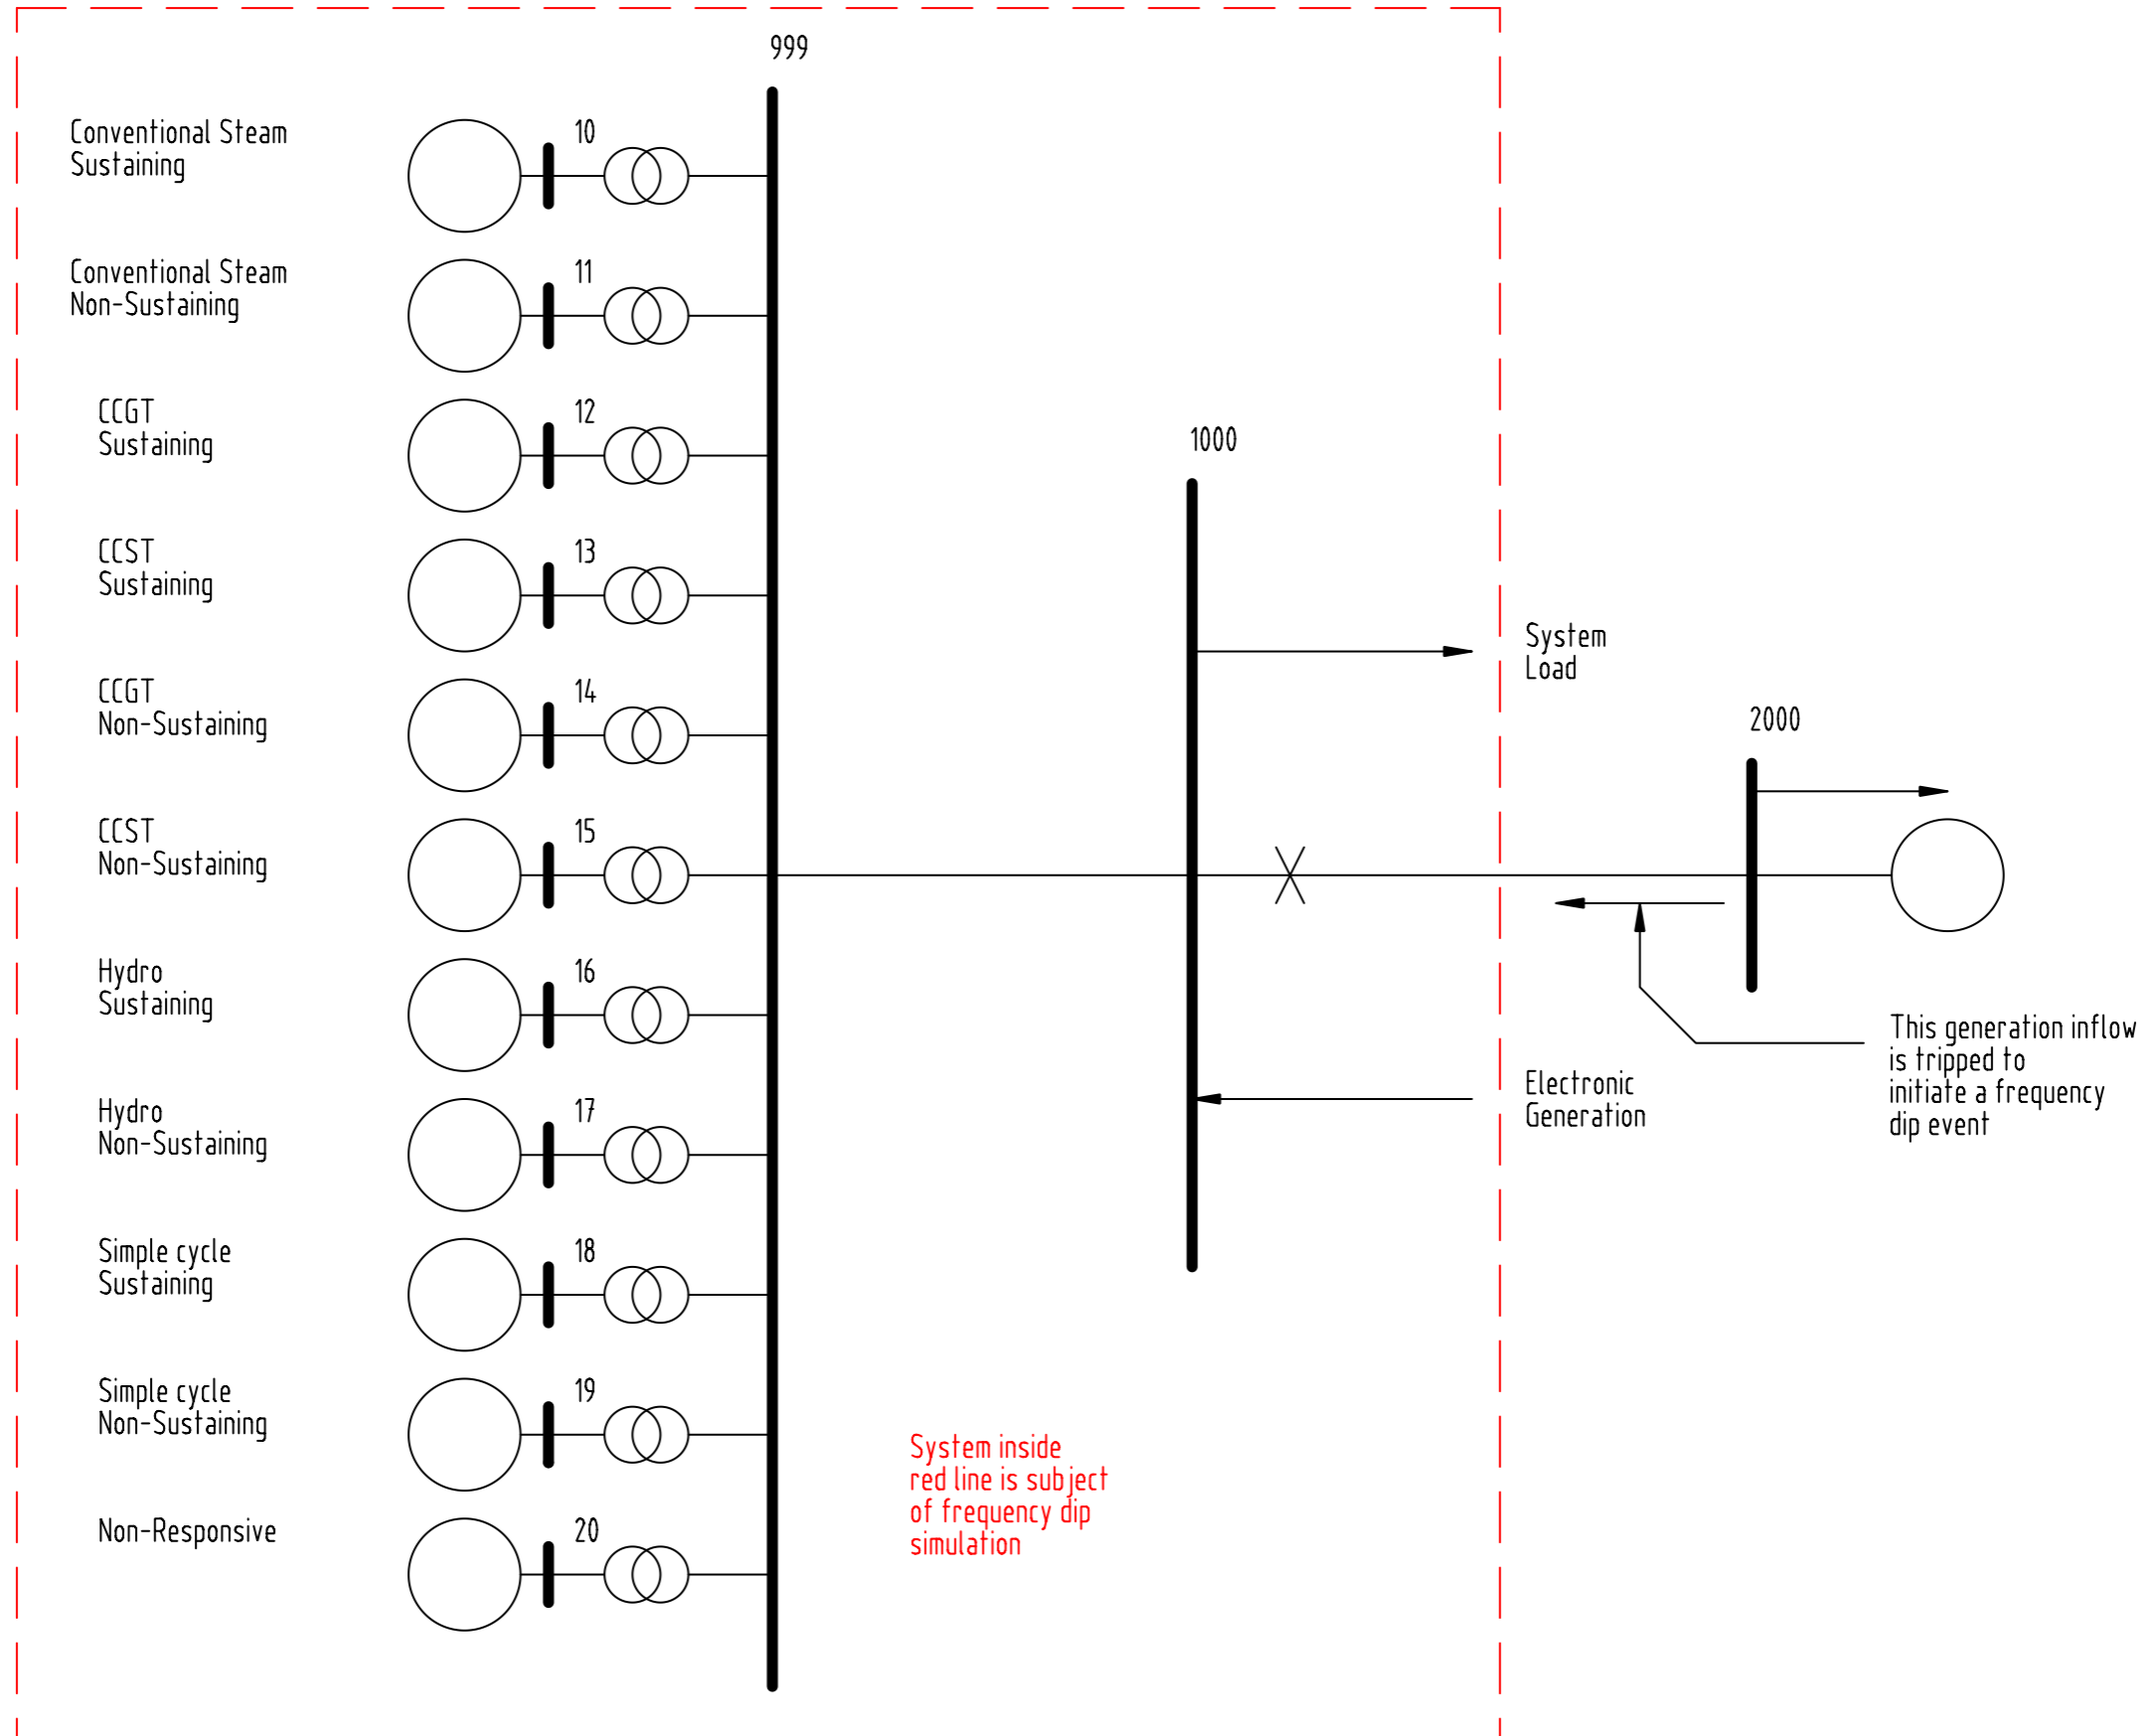 999
Conventional Steam
Sustaining
10
Conventional Steam
Non-Sustaining
11
CCGT
Sustaining
12
CCST
Sustaining
13
CCGT
Non-Sustaining
14
CCST
Non-Sustaining
15
Hydro
Sustaining
16
Hydro
Non-Sustaining
17
Simple cycle
Sustaining
18
Simple cycle
Non-Sustaining
19
Non-Responsive
20
1000
System
Load
2000
Electronic
Generation
This generation inflow
is tripped to
initiate a frequency
dip event
System inside
red line is subject
of frequency dip
simulation